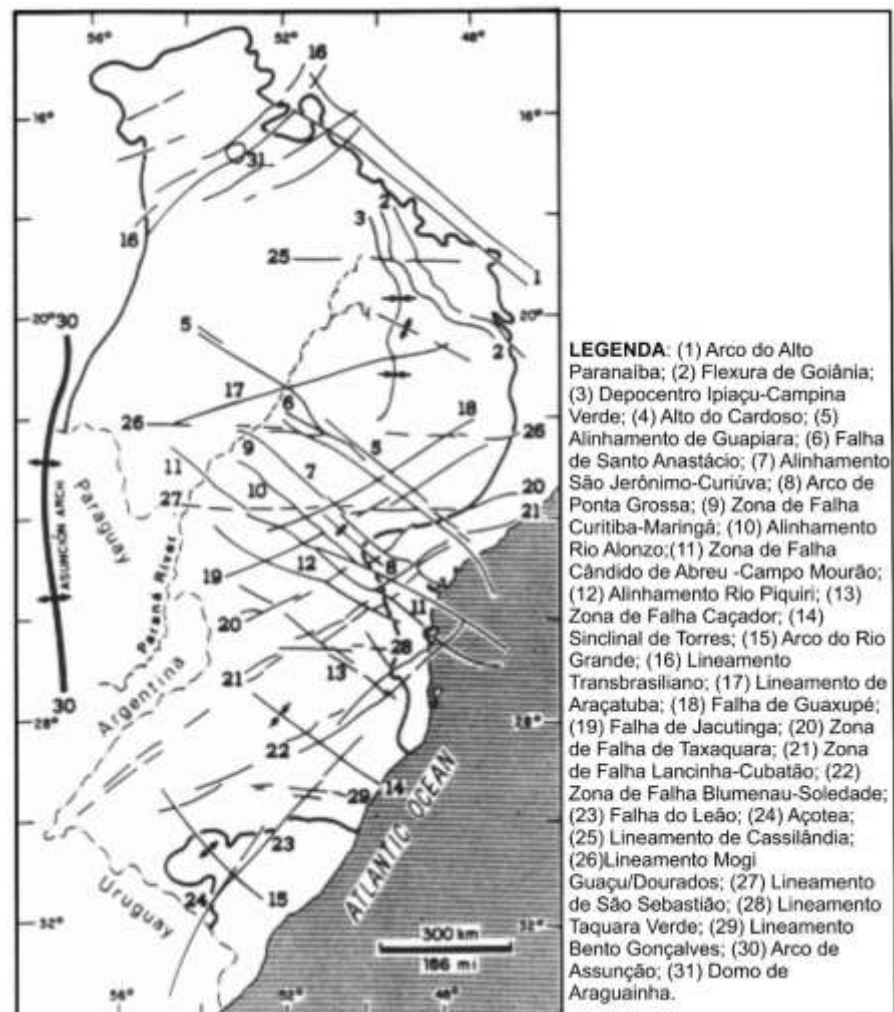 56°
52°
48°
16
16°
16°
31
2
3
16
25
1
30
20°
20°
5
2
17
6
26
18
9
5
26
11
7
10
27
20
21
ASUNCIÓN ARCH
Paraguay
Paraná River
19
12
8
11
20
28
13
21
Argentina
30
28°
28°
22
14
29
23
ATLANTIC OCEAN
Uruguay
24
15
32°
32°
300 km
186 mi
56°
52°
48°
LEGENDA: (1) Arco do Alto
Paranaíba; (2) Flexura de Goiânia;
(3) Depocentro Ipiaçu-Campina
Verde; (4) Alto do Cardoso; (5)
Alinhamento de Guapiara; (6) Falha
de Santo Anastácio; (7) Alinhamento
São Jerônimo-Curiúva; (8) Arco de
Ponta Grossa; (9) Zona de Falha
Curitiba-Maringá; (10) Alinhamento
Rio Alonzo;(11) Zona de Falha
Cândido de Abreu -Campo Mourão;
(12) Alinhamento Rio Piquiri; (13)
Zona de Falha Caçador; (14)
Sinclinal de Torres; (15) Arco do Rio
Grande; (16) Lineamento
Transbrasiliano; (17) Lineamento de
Araçatuba; (18) Falha de Guaxupé;
(19) Falha de Jacutinga; (20) Zona
de Falha de Taxaquara; (21) Zona
de Falha Lancinha-Cubatão; (22)
Zona de Falha Blumenau-Soledade;
(23) Falha do Leão; (24) Açotea;
(25) Lineamento de Cassilândia;
(26)Lineamento Mogi
Guaçu/Dourados; (27) Lineamento
de São Sebastião; (28) Lineamento
Taquara Verde; (29) Lineamento
Bento Gonçalves; (30) Arco de
Assunção; (31) Domo de
Araguainha.